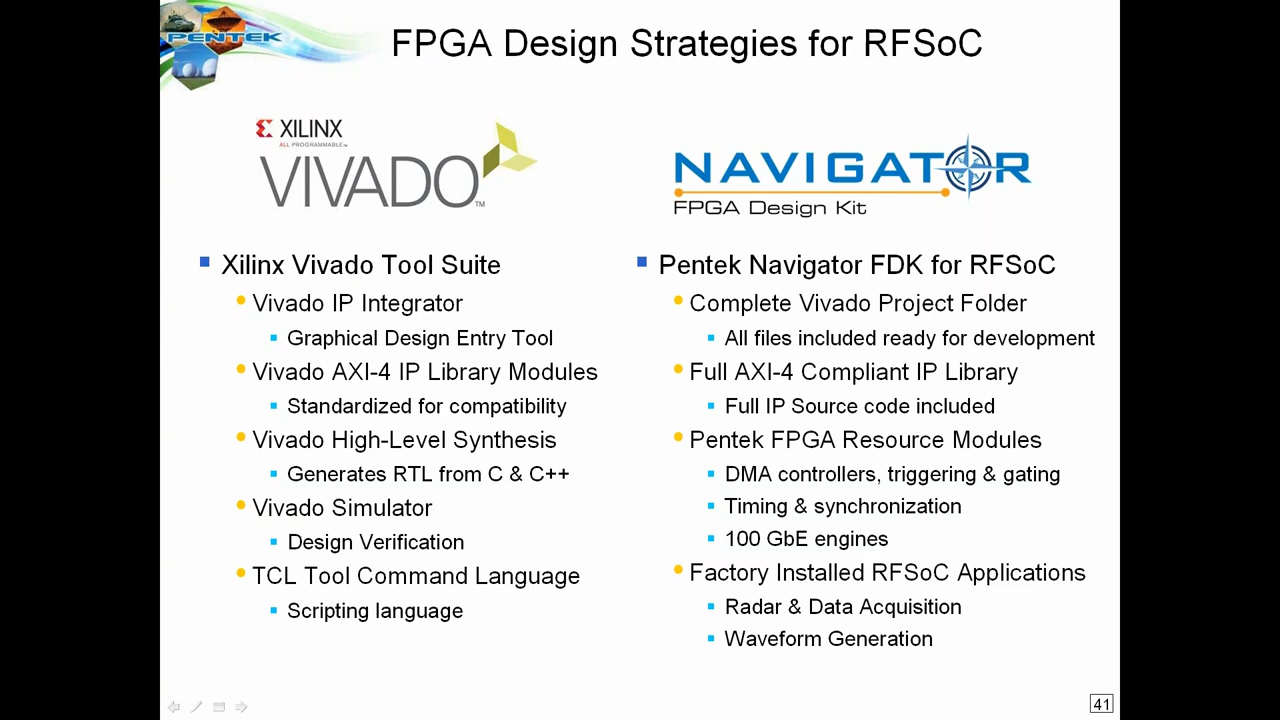 PENTEK
FPGA Design Strategies for RFSoC
XILINX
ALL PROGRAMMABLE™
VIVADO™
NAVIGATOR
FPGA Design Kit
Xilinx Vivado Tool Suite
Vivado IP Integrator
Graphical Design Entry Tool
Vivado AXI-4 IP Library Modules
Standardized for compatibility
Vivado High-Level Synthesis
Generates RTL from C & C++
Vivado Simulator
Design Verification
TCL Tool Command Language
Scripting language
Pentek Navigator FDK for RFSoC
Complete Vivado Project Folder
All files included ready for development
Full AXI-4 Compliant IP Library
Full IP Source code included
Pentek FPGA Resource Modules
DMA controllers, triggering & gating
Timing & synchronization
100 GbE engines
Factory Installed RFSoC Applications
Radar & Data Acquisition
Waveform Generation
41